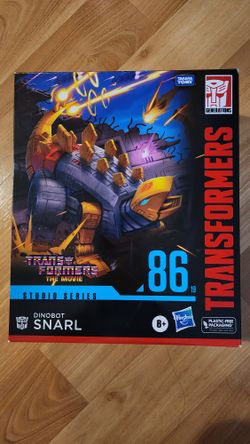 TAKARA
TOMY
TRANSFORMERS
GENERATIONS
TRANSFORMERS
THE MOVIE
86
19
STUDIO SERIES
DINOBOT
SNARL
8+
Hasbro
PLASTIC-FREE
PACKAGING